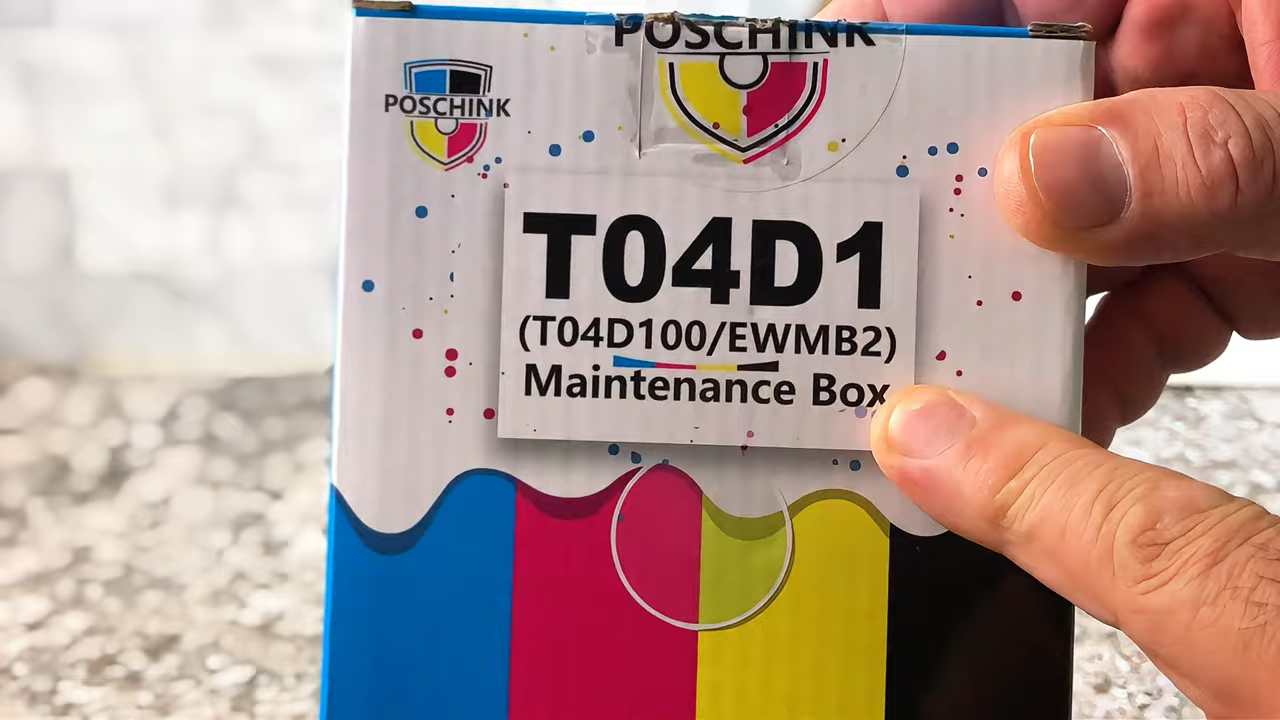 POSCHINK
POSCHINK
T04D1
(T04D100/EWMB2)
Maintenance Box